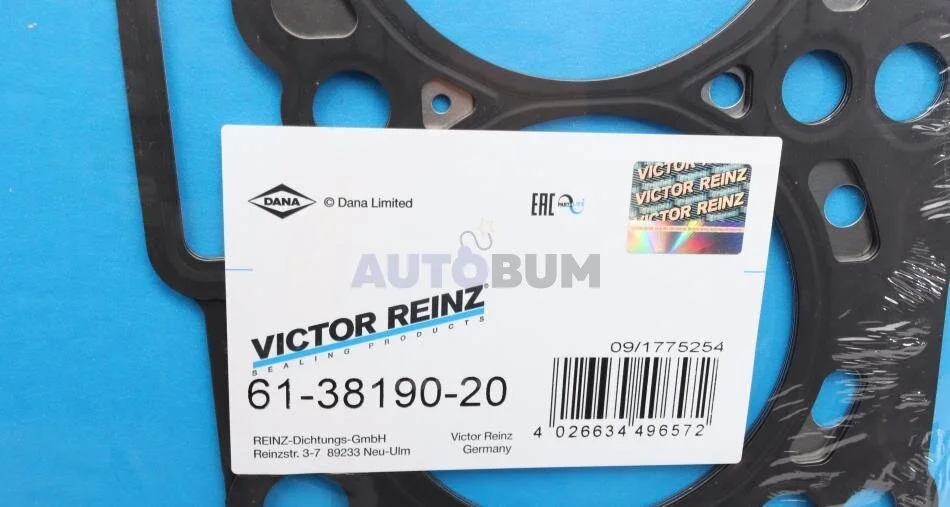 DANA
© Dana Limited
EAC
VICTOR REINZ
VICTOR REINZ
VICTOR REINZ
AUTOBUM
VICTOR REINZ®
SEALING PRODUCTS
09/1775254
61-38190-20
4 026634 496572
REINZ-Dichtungs-GmbH
Reinzstr. 3-7 89233 Neu-Ulm
Victor Reinz
Germany